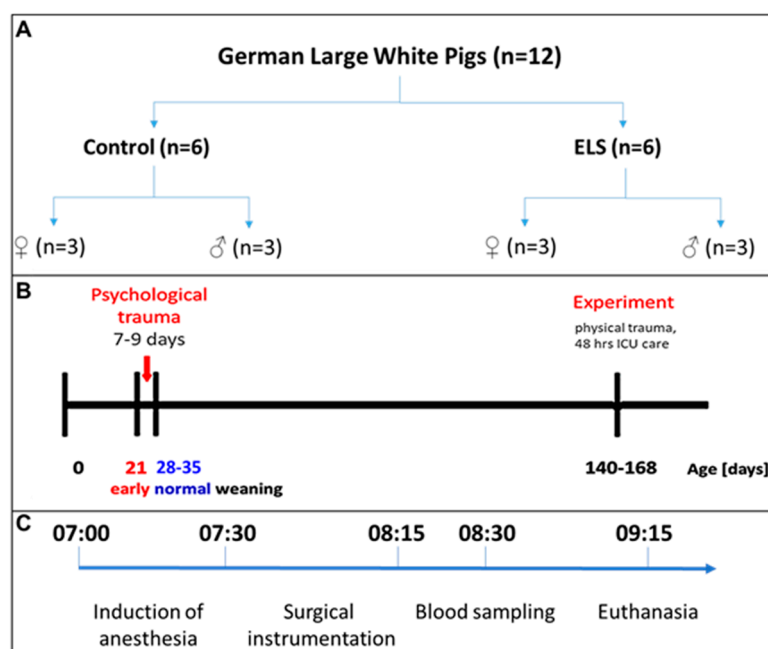 A
German Large White Pigs (n=12)
Control (n=6)
ELS (n=6)
♀ (n=3)
♂ (n=3)
♀ (n=3)
♂ (n=3)
B
Psychological
trauma
7-9 days
Experiment
physical trauma,
48 hrs ICU care
0
21
28-35
140-168
Age [days]
early normal weaning
C
07:00
07:30
08:15
08:30
09:15
Induction of
anesthesia
Surgical
instrumentation
Blood sampling
Euthanasia